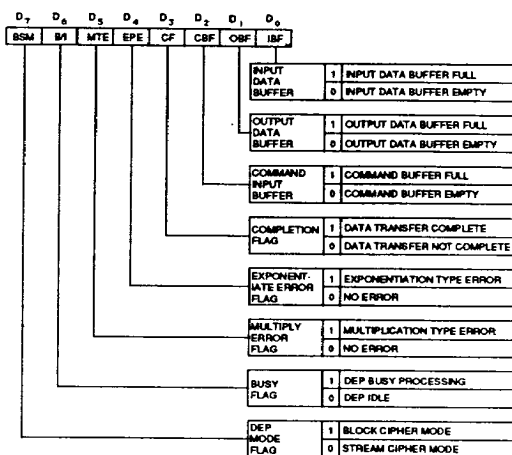 D7 D6 D5 D4 D3 D2 D1 D0
BSM B/I MTE EPE CF CBF OBF IBF
INPUT DATA BUFFER
1 INPUT DATA BUFFER FULL
0 INPUT DATA BUFFER EMPTY
OUTPUT DATA BUFFER
1 OUTPUT DATA BUFFER FULL
0 OUTPUT DATA BUFFER EMPTY
COMMAND INPUT BUFFER
1 COMMAND BUFFER FULL
0 COMMAND BUFFER EMPTY
COMPLETION FLAG
1 DATA TRANSFER COMPLETE
0 DATA TRANSFER NOT COMPLETE
EXPONENT-
IATE ERROR
FLAG
1 EXPONENTIATION TYPE ERROR
0 NO ERROR
MULTIPLY ERROR FLAG
1 MULTIPLICATION TYPE ERROR
0 NO ERROR
BUSY FLAG
1 DEP BUSY PROCESSING
0 DEP IDLE
DEP MODE FLAG
1 BLOCK CIPHER MODE
0 STREAM CIPHER MODE